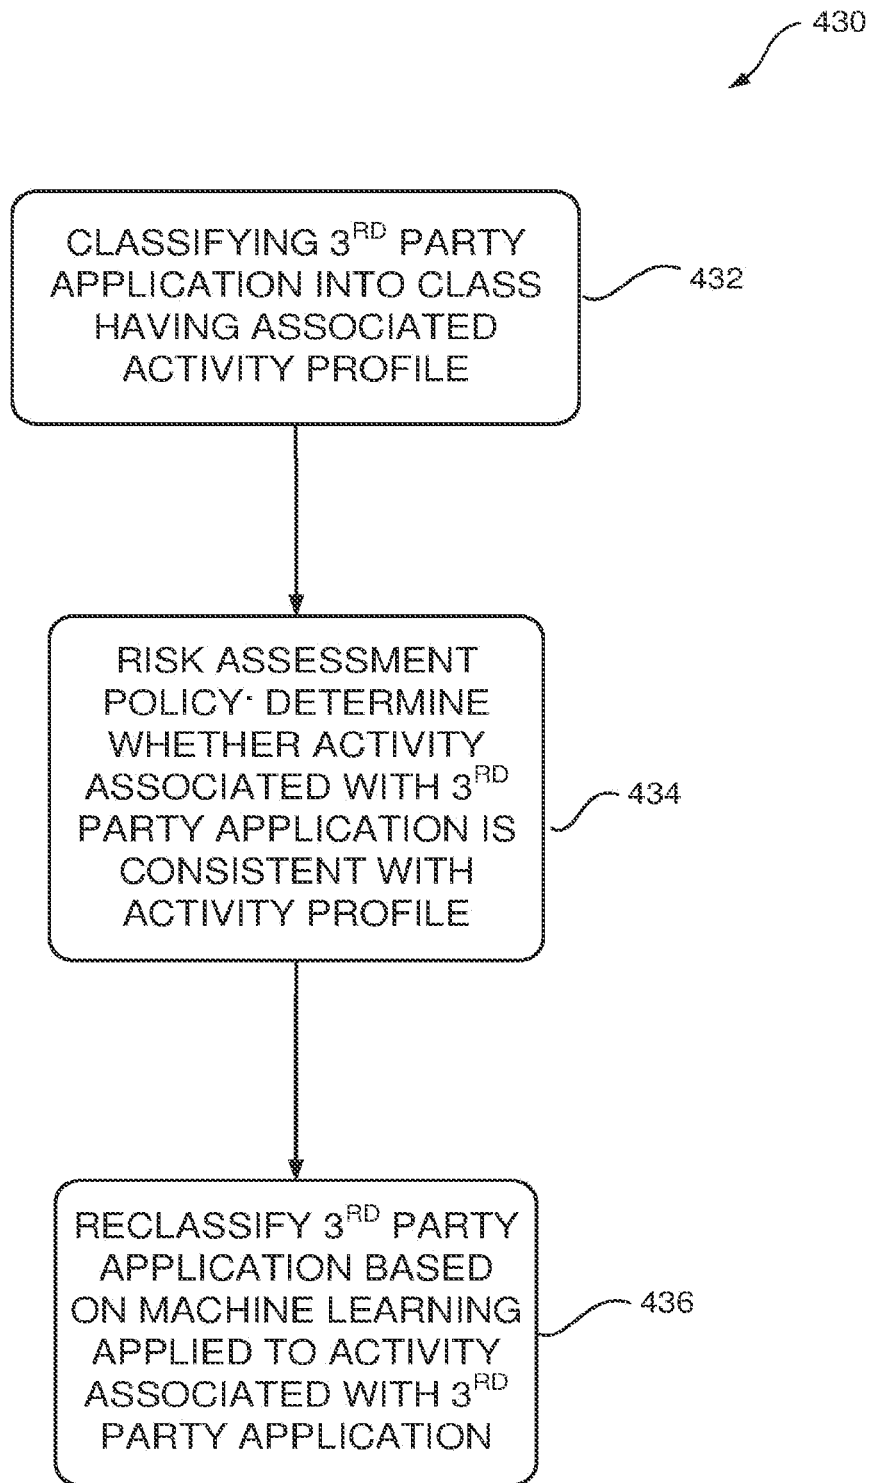 430
CLASSIFYING 3RD PARTY
APPLICATION INTO CLASS
HAVING ASSOCIATED
ACTIVITY PROFILE
432
RISK ASSESSMENT
POLICY· DETERMINE
WHETHER ACTIVITY
ASSOCIATED WITH 3RD
PARTY APPLICATION IS
CONSISTENT WITH
ACTIVITY PROFILE
434
RECLASSIFY 3RD PARTY
APPLICATION BASED
ON MACHINE LEARNING
APPLIED TO ACTIVITY
ASSOCIATED WITH 3RD
PARTY APPLICATION
436